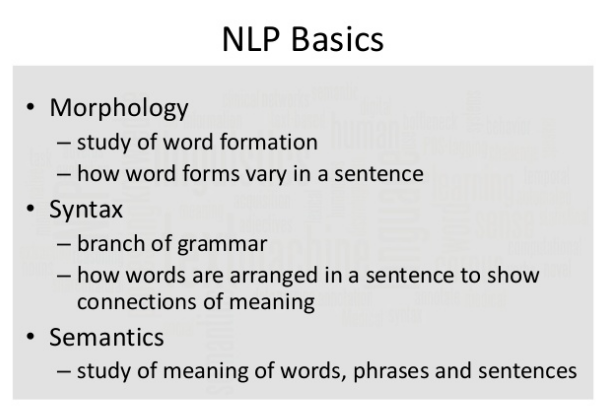 NLP Basics
• Morphology
– study of word formation
– how word forms vary in a sentence
• Syntax
– branch of grammar
– how words are arranged in a sentence to show
connections of meaning
• Semantics
– study of meaning of words, phrases and sentences